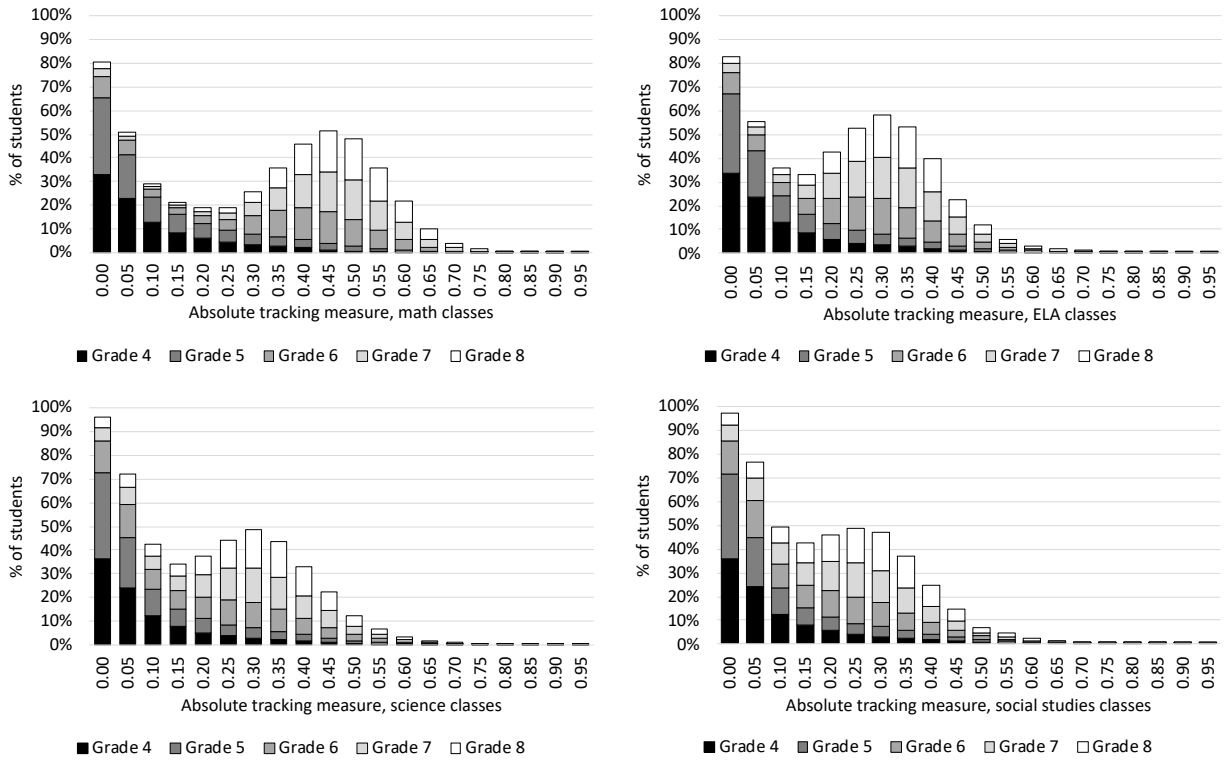 100%
90%
80%
70%
60%
50%
40%
30%
20%
10%
0%
% of students
0.00 0.05 0.10 0.15 0.20 0.25 0.30 0.35 0.40 0.45 0.50 0.55 0.60 0.65 0.70 0.75 0.80 0.85 0.90 0.95
Absolute tracking measure, math classes
Grade 4 Grade 5 Grade 6 Grade 7 Grade 8
100%
90%
80%
70%
60%
50%
40%
30%
20%
10%
0%
% of students
0.00 0.05 0.10 0.15 0.20 0.25 0.30 0.35 0.40 0.45 0.50 0.55 0.60 0.65 0.70 0.75 0.80 0.85 0.90 0.95
Absolute tracking measure, ELA classes
Grade 4 Grade 5 Grade 6 Grade 7 Grade 8
100%
90%
80%
70%
60%
50%
40%
30%
20%
10%
0%
% of students
0.00 0.05 0.10 0.15 0.20 0.25 0.30 0.35 0.40 0.45 0.50 0.55 0.60 0.65 0.70 0.75 0.80 0.85 0.90 0.95
Absolute tracking measure, science classes
Grade 4 Grade 5 Grade 6 Grade 7 Grade 8
100%
90%
80%
70%
60%
50%
40%
30%
20%
10%
0%
% of students
0.00 0.05 0.10 0.15 0.20 0.25 0.30 0.35 0.40 0.45 0.50 0.55 0.60 0.65 0.70 0.75 0.80 0.85 0.90 0.95
Absolute tracking measure, social studies classes
Grade 4 Grade 5 Grade 6 Grade 7 Grade 8